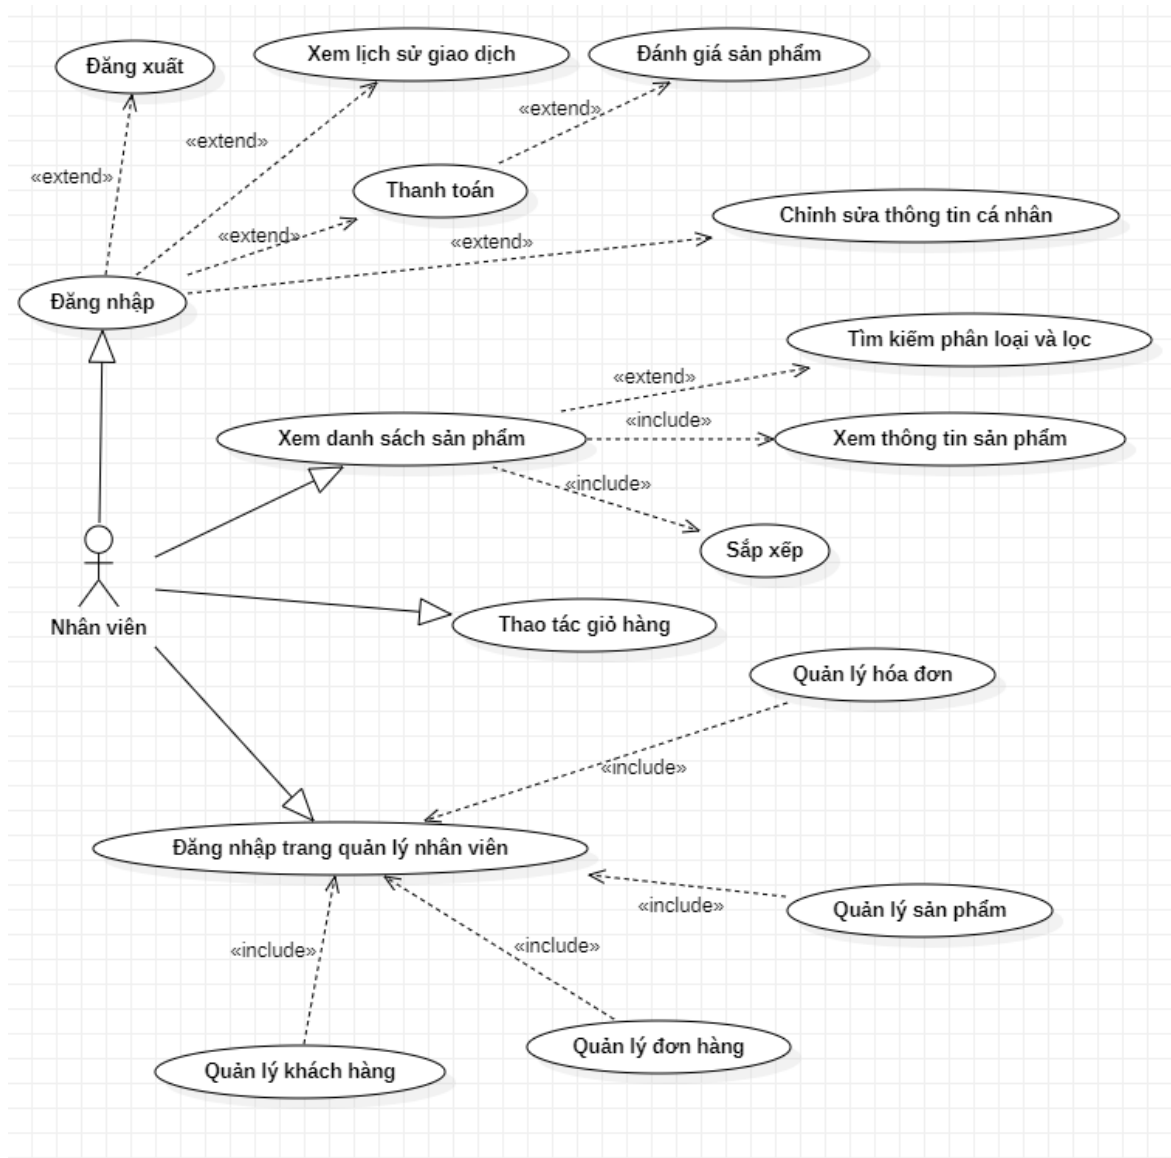 Đăng xuất
Xem lịch sử giao dịch
Đánh giá sản phẩm
«extend»
«extend»
«extend»
Thanh toán
Chỉnh sửa thông tin cá nhân
«extend»
«extend»
Đăng nhập
Tìm kiếm phân loại và lọc
«extend»
«include»
Xem danh sách sản phẩm
Xem thông tin sản phẩm
«include»
Sắp xếp
Nhân viên
Thao tác giỏ hàng
Quản lý hóa đơn
«include»
Đăng nhập trang quản lý nhân viên
«include»
Quản lý sản phẩm
«include»
«include»
Quản lý đơn hàng
Quản lý khách hàng